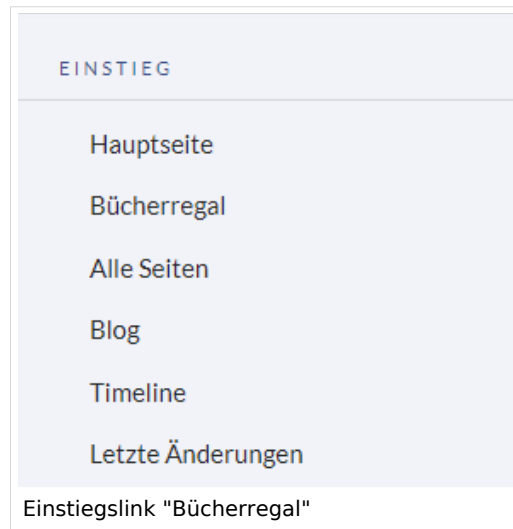 EINSTIEG
Hauptseite
Bücherregal
Alle Seiten
Blog
Timeline
Letzte Änderungen
Einstiegslink "Bücherregal"